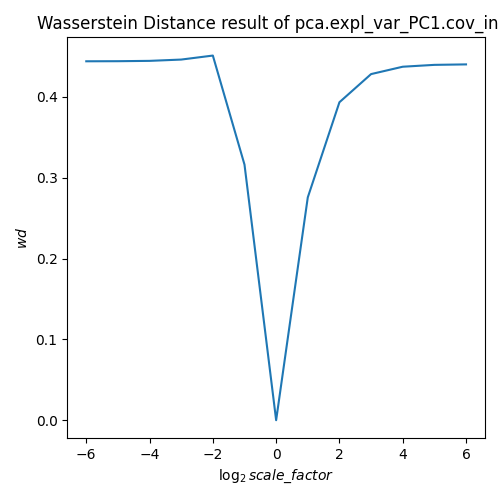 Wasserstein Distance result of pca.expl_var_PC1.cov_in
0.4
0.3
0.2
0.1
0.0
wd
−6 −4 −2 0 2 4 6
log₂ scale_factor